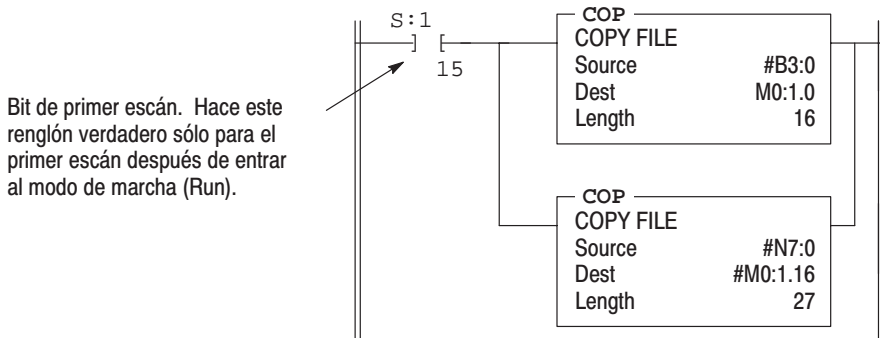 S:1
] [
15
Bit de primer escán. Hace este
renglón verdadero sólo para el
primer escán después de entrar
al modo de marcha (Run).
COP
COPY FILE
Source #B3:0
Dest M0:1.0
Length 16
COP
COPY FILE
Source #N7:0
Dest #M0:1.16
Length 27